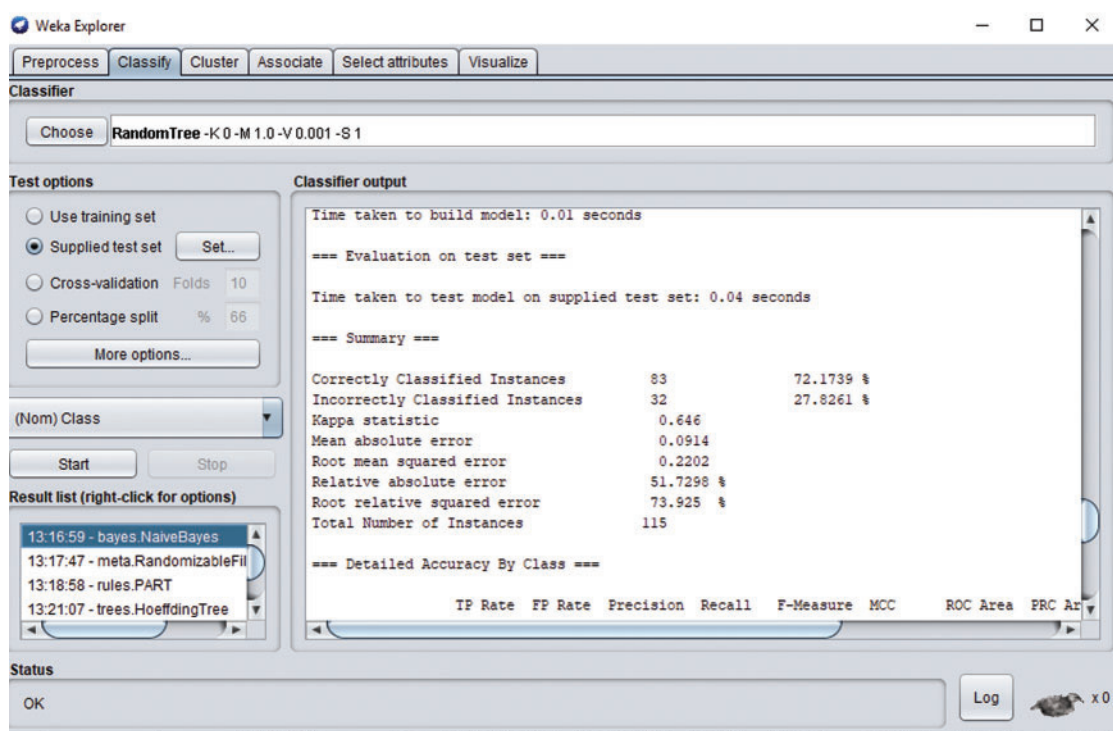 Weka Explorer
Preprocess Classify Cluster Associate Select attributes Visualize
Classifier
Choose RandomTree -K 0 -M 1.0 -V 0.001 -S 1
Test options
Use training set
Supplied test set Set...
Cross-validation Folds 10
Percentage split % 66
More options...
(Nom) Class
Start Stop
Result list (right-click for options)
13:16:59 - bayes.NaiveBayes
13:17:47 - meta.RandomizableFil
13:18:58 - rules.PART
13:21:07 - trees.HoeffdingTree
Classifier output
Time taken to build model: 0.01 seconds
=== Evaluation on test set ===
Time taken to test model on supplied test set: 0.04 seconds
=== Summary ===
Correctly Classified Instances 83 72.1739 %
Incorrectly Classified Instances 32 27.8261 %
Kappa statistic 0.646
Mean absolute error 0.0914
Root mean squared error 0.2202
Relative absolute error 51.7298 %
Root relative squared error 73.925 %
Total Number of Instances 115
=== Detailed Accuracy By Class ===
TP Rate FP Rate Precision Recall F-Measure MCC ROC Area PRC Ar
Status
OK
Log x 0